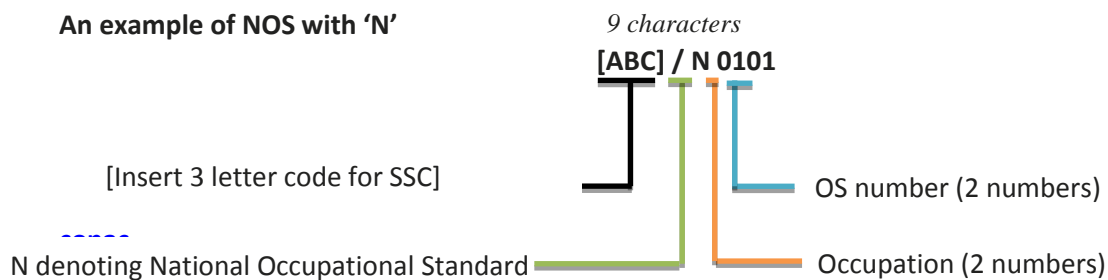 An example of NOS with ‘N’
9 characters
[ABC] / N 0101
[Insert 3 letter code for SSC]
OS number (2 numbers)
N denoting National Occupational Standard
Occupation (2 numbers)